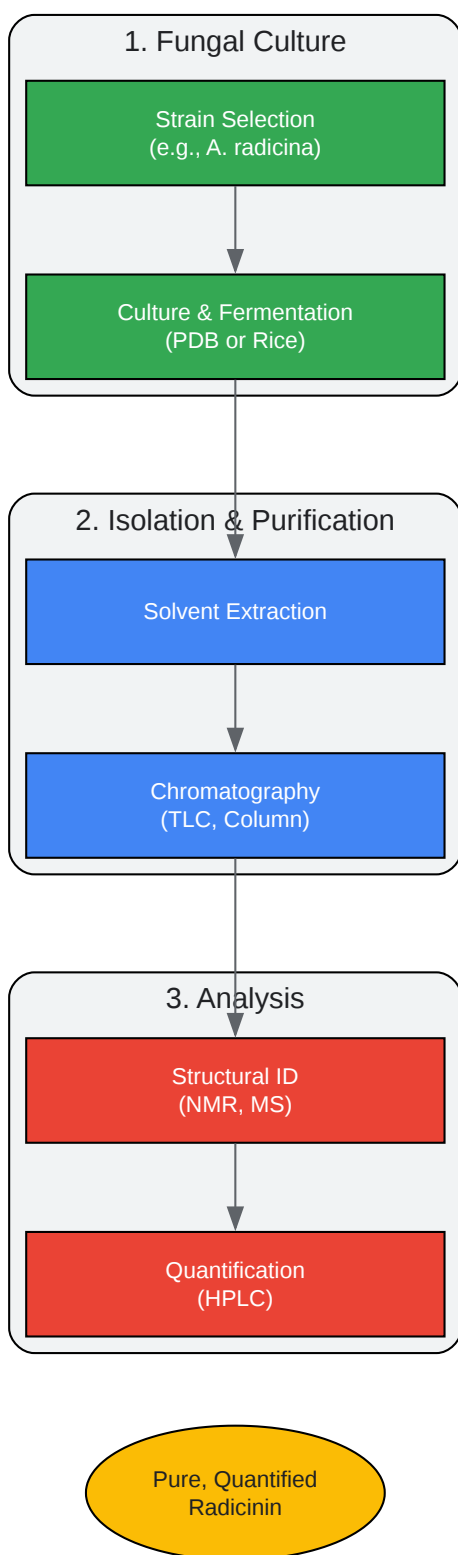 1. Fungal Culture
Strain Selection
(e.g., A. radicina)
Culture & Fermentation
(PDB or Rice)
2. Isolation & Purification
Solvent Extraction
Chromatography
(TLC, Column)
3. Analysis
Structural ID
(NMR, MS)
Quantification
(HPLC)
Pure, Quantified
Radicinin